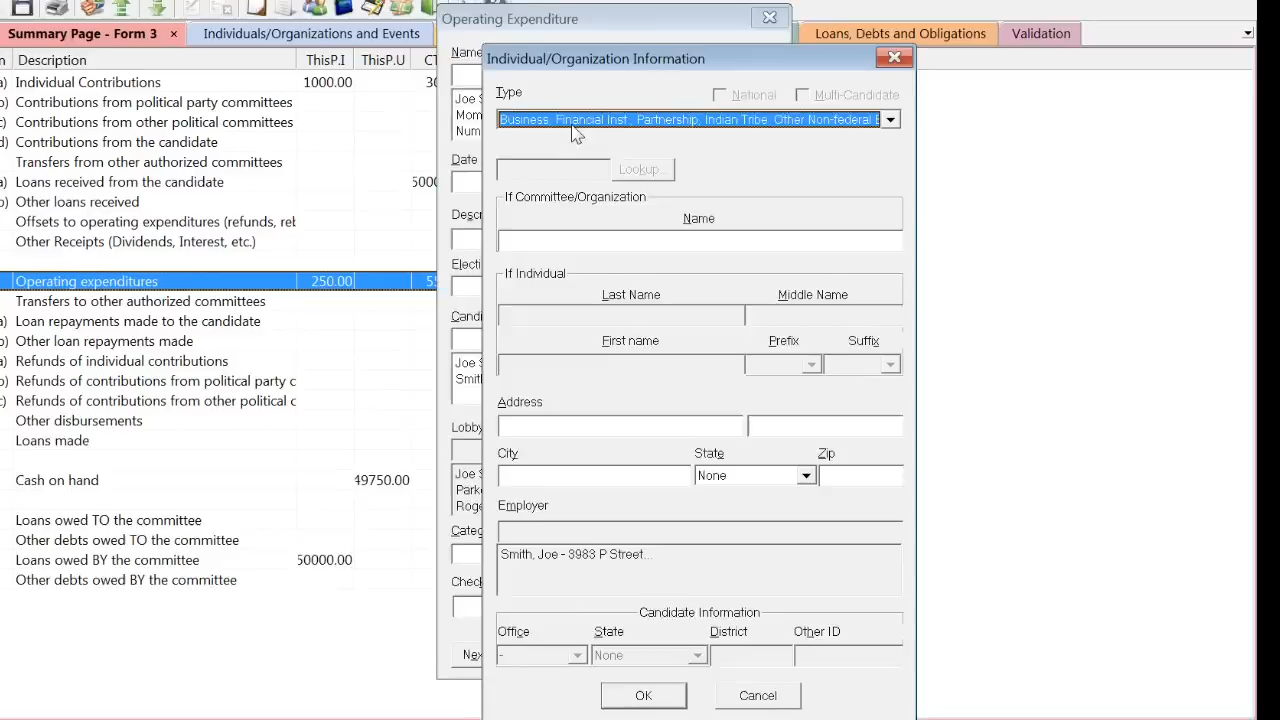 Operating Expenditure
Summary Page - Form 3 × Individuals/Organizations and Events Loans, Debts and Obligations Validation
Description ThisP.I ThisP.U
Individual Contributions 1000.00
Contributions from political party committees
Contributions from other political committees
Contributions from the candidate
Transfers from other authorized committees
a) Loans received from the candidate
b) Other loans received
Offsets to operating expenditures (refunds, reb
Other Receipts (Dividends, Interest, etc.)
Operating expenditures 250.00
Transfers to other authorized committees
a) Loan repayments made to the candidate
b) Other loan repayments made
a) Refunds of individual contributions
b) Refunds of contributions from political party c
c) Refunds of contributions from other political c
Other disbursements
Loans made
Cash on hand 49750.00
Loans owed TO the committee
Other debts owed TO the committee
Loans owed BY the committee 50000.00
Other debts owed BY the committee
Name
Joe S
Mom
Num
Date
Desc
Electi
Candi
Joe S
Smith
Lobby
Joe S
Parke
Roge
Categ
Check
Nex
Individual/Organization Information
Type National Multi-Candidate
Business, Financial Inst., Partnership, Indian Tribe, Other Non-federal E
Lookup...
If Committee/Organization
Name
If Individual
Last Name Middle Name
First name Prefix Suffix
Address
City State Zip
None
Employer
Smith, Joe - 3983 P Street...
Candidate Information
Office State District Other ID
- None
OK Cancel